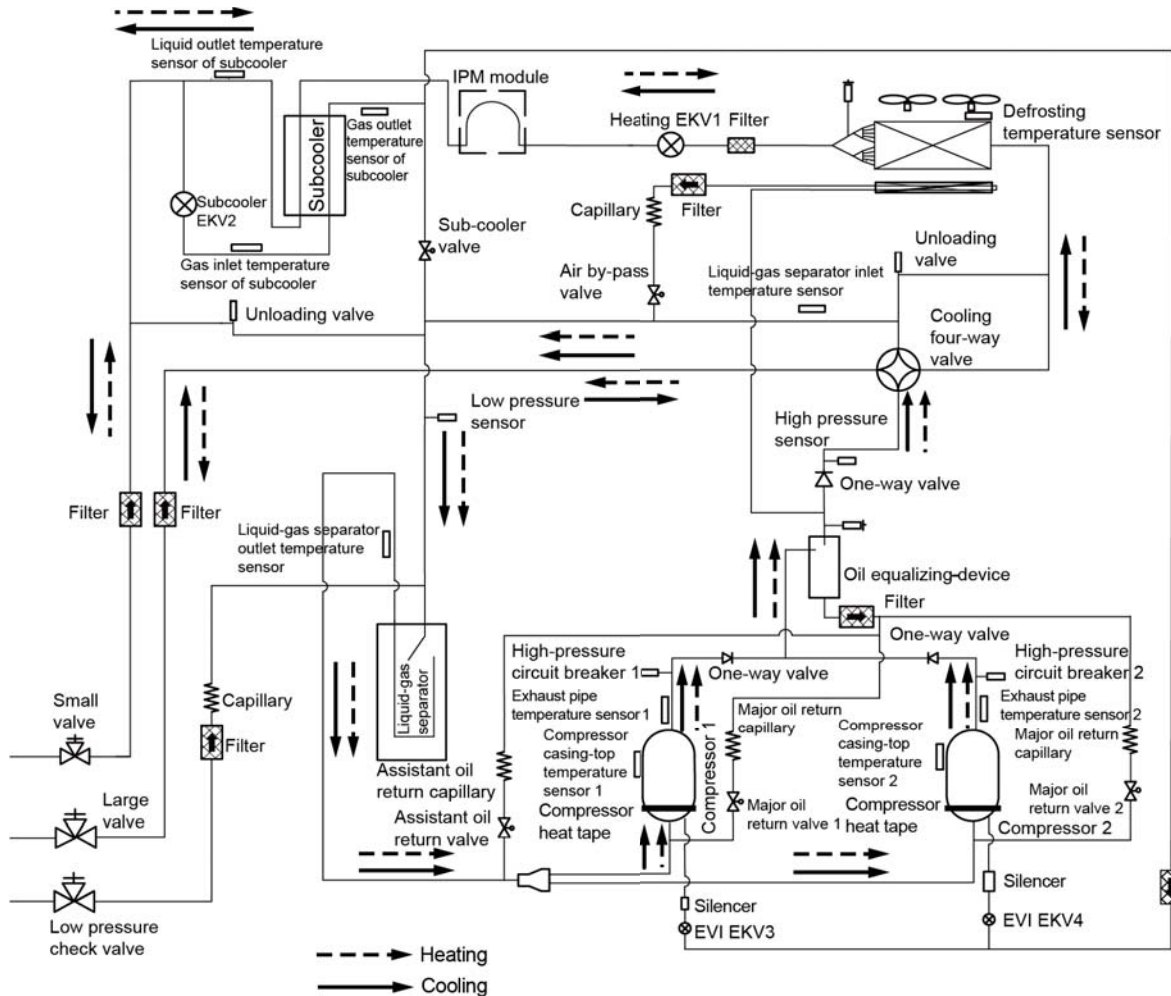 Liquid outlet temperature
sensor of subcooler
IPM module
Subcooler
Gas outlet
temperature
sensor of
subcooler
Heating EKV1
Filter
Defrosting
temperature sensor
Subcooler
EKV2
Gas inlet temperature
sensor of subcooler
Sub-cooler
valve
Capillary
Filter
Air by-pass
valve
Liquid-gas separator inlet
temperature sensor
Unloading
valve
Unloading valve
Cooling
four-way
valve
Low pressure
sensor
High pressure
sensor
One-way valve
Filter
Filter
Liquid-gas separator
outlet temperature
sensor
Oil equalizing-device
Filter
One-way valve
High-pressure
circuit breaker 1
One-way valve
High-pressure
circuit breaker 2
Liquid-gas
separator
Small
valve
Capillary
Filter
Exhaust pipe
temperature sensor 1
Compressor
casing-top
temperature
sensor 1
Compressor 1
Major oil return
capillary
Compressor
casing-top
temperature
sensor 2
Exhaust pipe
temperature sensor 2
Major oil return
capillary
Large
valve
Assistant oil
return capillary
Assistant oil
return valve
Compressor
heat tape
Major oil
return valve 1
Compressor
heat tape
Major oil
return valve 2
Compressor 2
Low pressure
check valve
Silencer
EVI EKV3
Silencer
EVI EKV4
Heating
Cooling